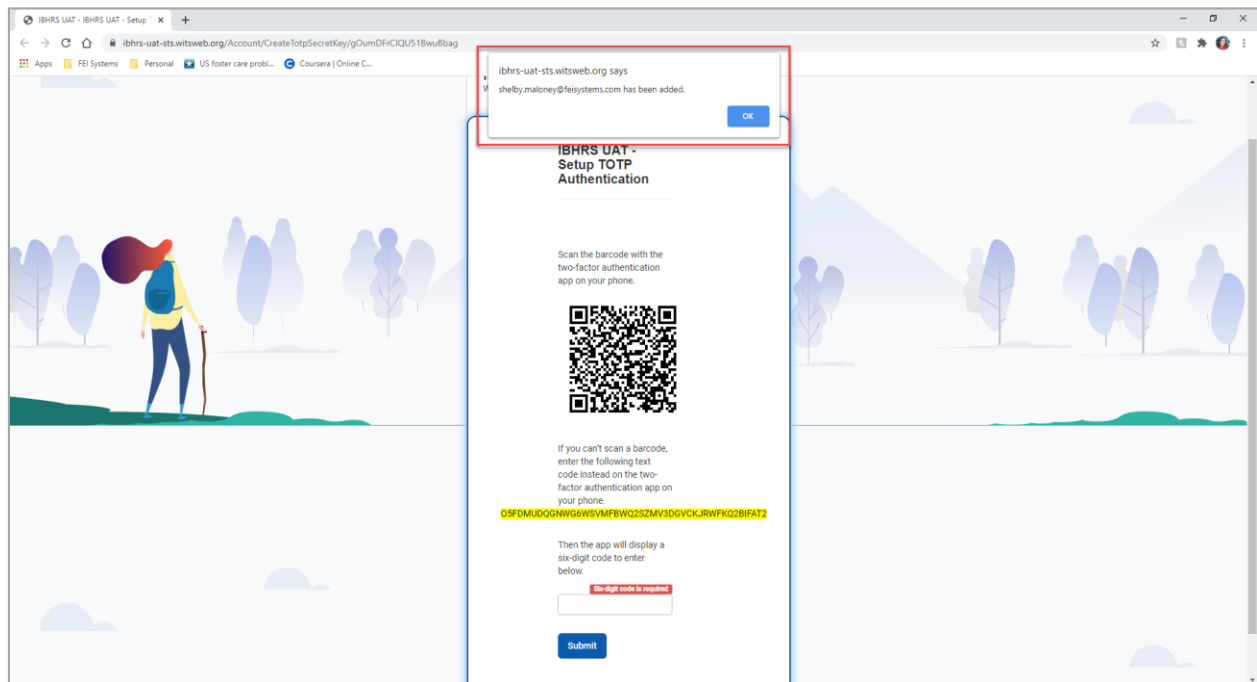 IBHRS UAT - IBHRS UAT - Setup
ibhrs-uat-sts.witsweb.org/Account/CreateTotpSecretKey/gOumDFrCIQU51BwuBbag
Apps FEI Systems Personal US foster care probl... Coursera | Online C...
ibhrs-uat-sts.witsweb.org says
shelby.maloney@feisystems.com has been added.
OK
IBHRS UAT -
Setup TOTP
Authentication
Scan the barcode with the
two-factor authentication
app on your phone.
If you can't scan a barcode,
enter the following text
code instead on the two-
factor authentication app on
your phone.
O5FDMUDQGNWG6WSVMFBWQ2SZMV3DGVCKJRWFKQ2BIFAT2
Then the app will display a
six-digit code to enter
below.
Six-digit code is required
Submit